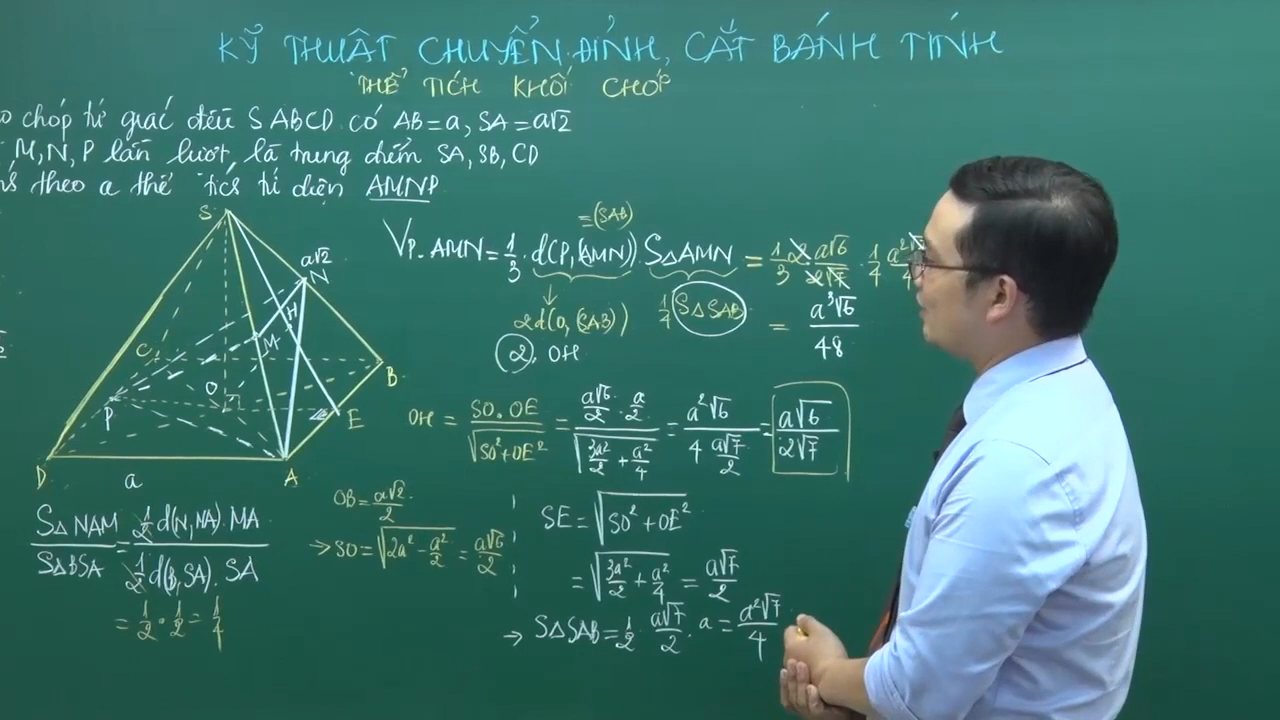 KỸ THUẬT CHUYỂN ĐỈNH, CẮT BÁNH TÍNH
THỂ TÍCH KHỐI CHÓP
o chóp tứ giác đều S ABCD có AB = a, SA = a√2
, M, N, P lần lượt là trung điểm SA, SB, CD
theo a thể tích tứ diện AMNP
S
a√2
N
H
M
C
O
B
P
E
D
a
A
= (SAB)
V_{P.AMN} = 1/3 . d(P,(AMN)) S△AMN = 1/3 . 2 . a√6/2√7 . 1/4 a²√7/4
2d(O,(SAB))
1/4 S△SAB
= a³√6/48
2. OH
OH = SO.OE/√(SO²+OE²) = (a√6/2 . a/2)/√(3a²/2 + a²/4) = a²√6/(4 a√7/2) = a√6/2√7
S△NAM/S△BSA = (1/2 d(N,MA).MA)/(1/2 d(B,SA).SA)
= 1/2 . 1/2 = 1/4
OB = a√2/2
→ SO = √(2a² - a²/2) = a√6/2
SE = √(SO² + OE²)
= √(3a²/2 + a²/4) = a√7/2
→ S△SAB = 1/2 . a√7/2 . a = a²√7/4